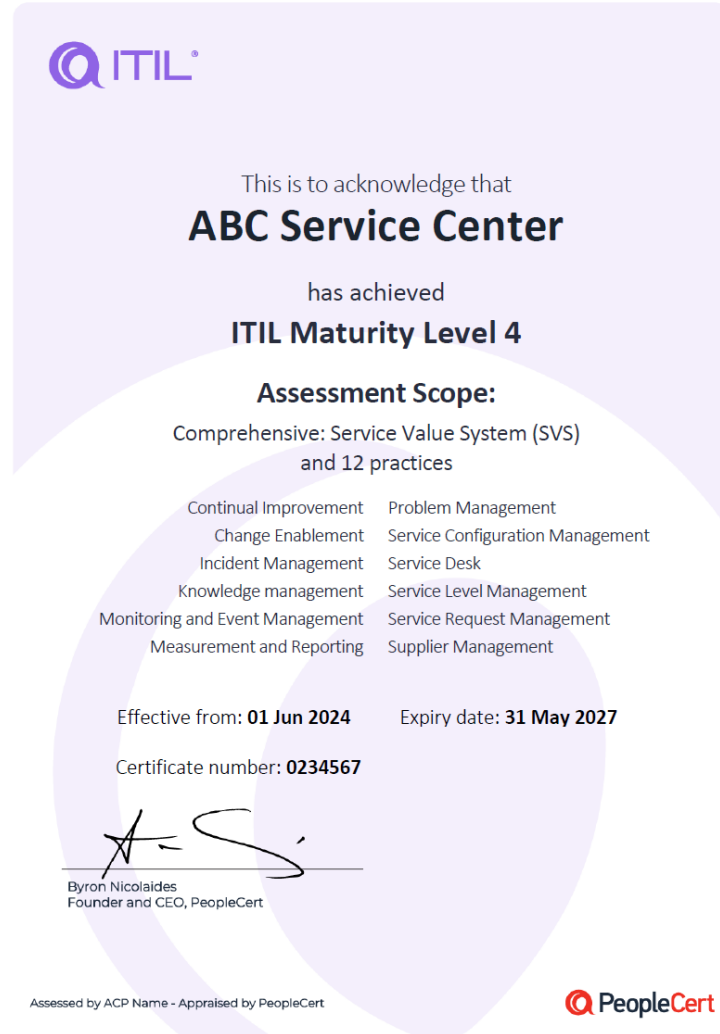 ITIL®
This is to acknowledge that
ABC Service Center
has achieved
ITIL Maturity Level 4
Assessment Scope:
Comprehensive: Service Value System (SVS)
and 12 practices
Continual Improvement
Change Enablement
Incident Management
Knowledge management
Monitoring and Event Management
Measurement and Reporting
Problem Management
Service Configuration Management
Service Desk
Service Level Management
Service Request Management
Supplier Management
Effective from: 01 Jun 2024
Expiry date: 31 May 2027
Certificate number: 0234567
Byron Nicolaides
Founder and CEO, PeopleCert
Assessed by ACP Name - Appraised by PeopleCert
PeopleCert